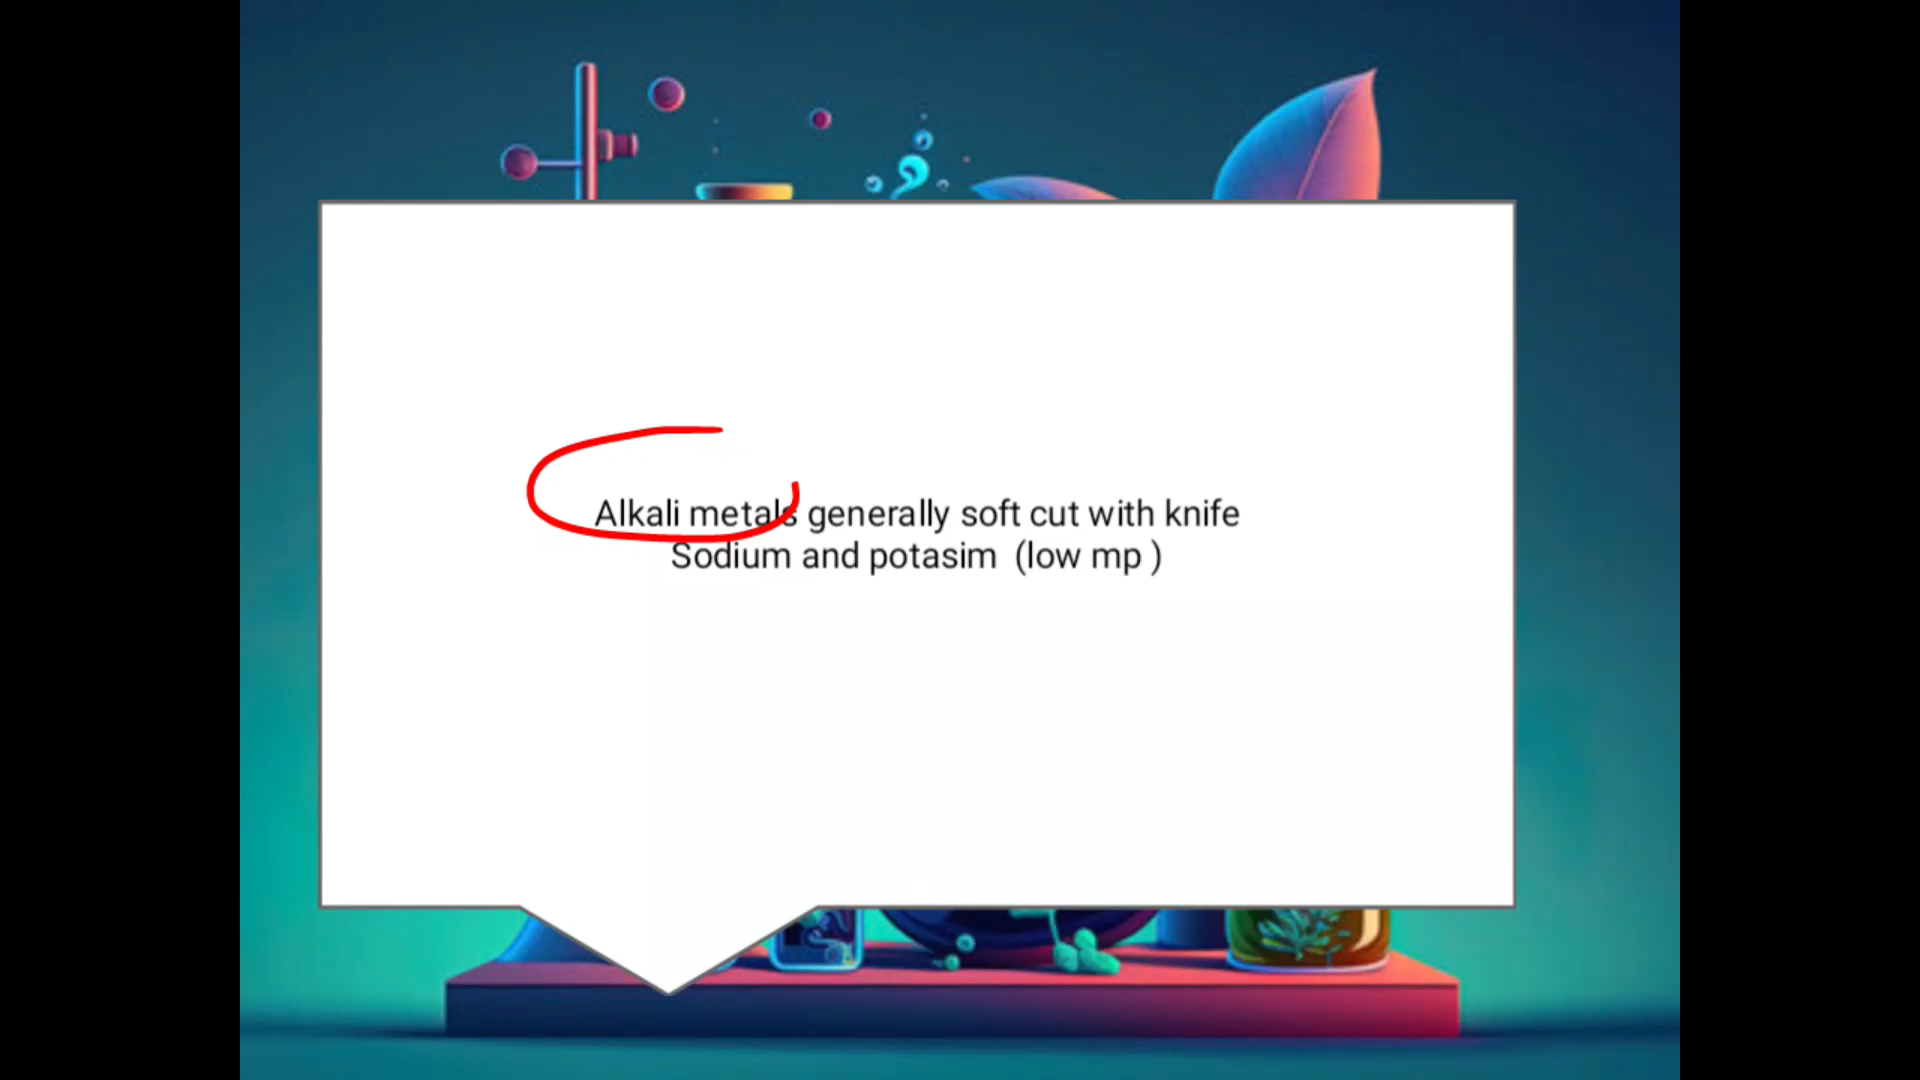 Alkali metals generally soft cut with knife
Sodium and potasim (low mp )